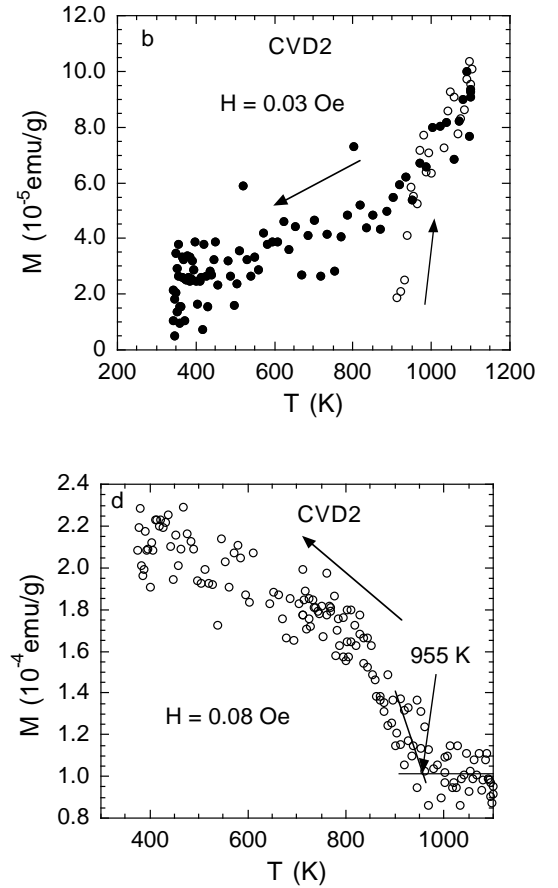 b
CVD2
H = 0.03 Oe
M (10⁻⁵emu/g)
10.0
8.0
6.0
4.0
2.0
0
200 400 600 800 1000 1200
T (K)
d
CVD2
955 K
H = 0.08 Oe
M (10⁻⁴emu/g)
2.4
2.2
2.0
1.8
1.6
1.4
1.2
1.0
0.8
400 600 800 1000
T (K)